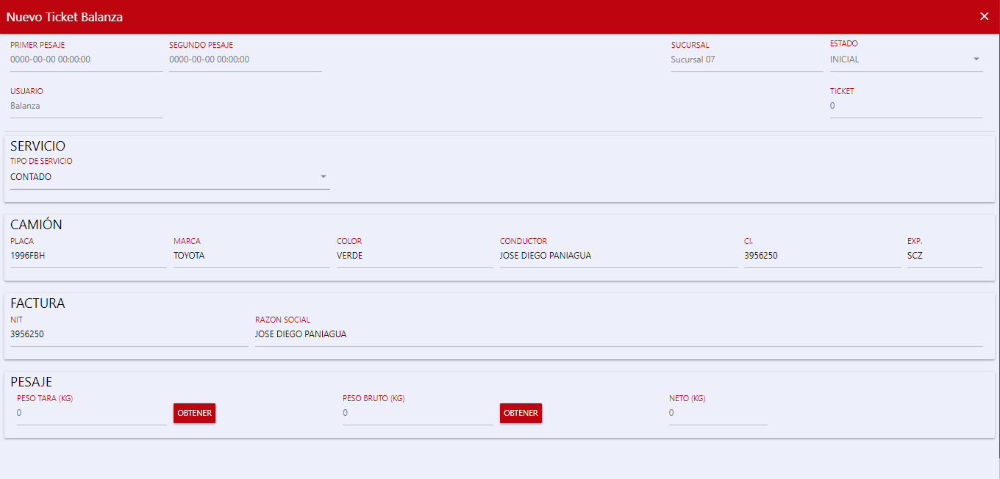 Nuevo Ticket Balanza
PRIMER PESAJE SEGUNDO PESAJE SUCURSAL ESTADO
0000-00-00 00:00:00 0000-00-00 00:00:00 Sucursal 07 INICIAL
USUARIO TICKET
Balanza 0
SERVICIO
TIPO DE SERVICIO
CONTADO
CAMIÓN
PLACA MARCA COLOR CONDUCTOR CI. EXP.
1996FBH TOYOTA VERDE JOSE DIEGO PANIAGUA 3956250 SCZ
FACTURA
NIT RAZON SOCIAL
3956250 JOSE DIEGO PANIAGUA
PESAJE
PESO TARA (KG) PESO BRUTO (KG) NETO (KG)
0 OBTENER 0 OBTENER 0